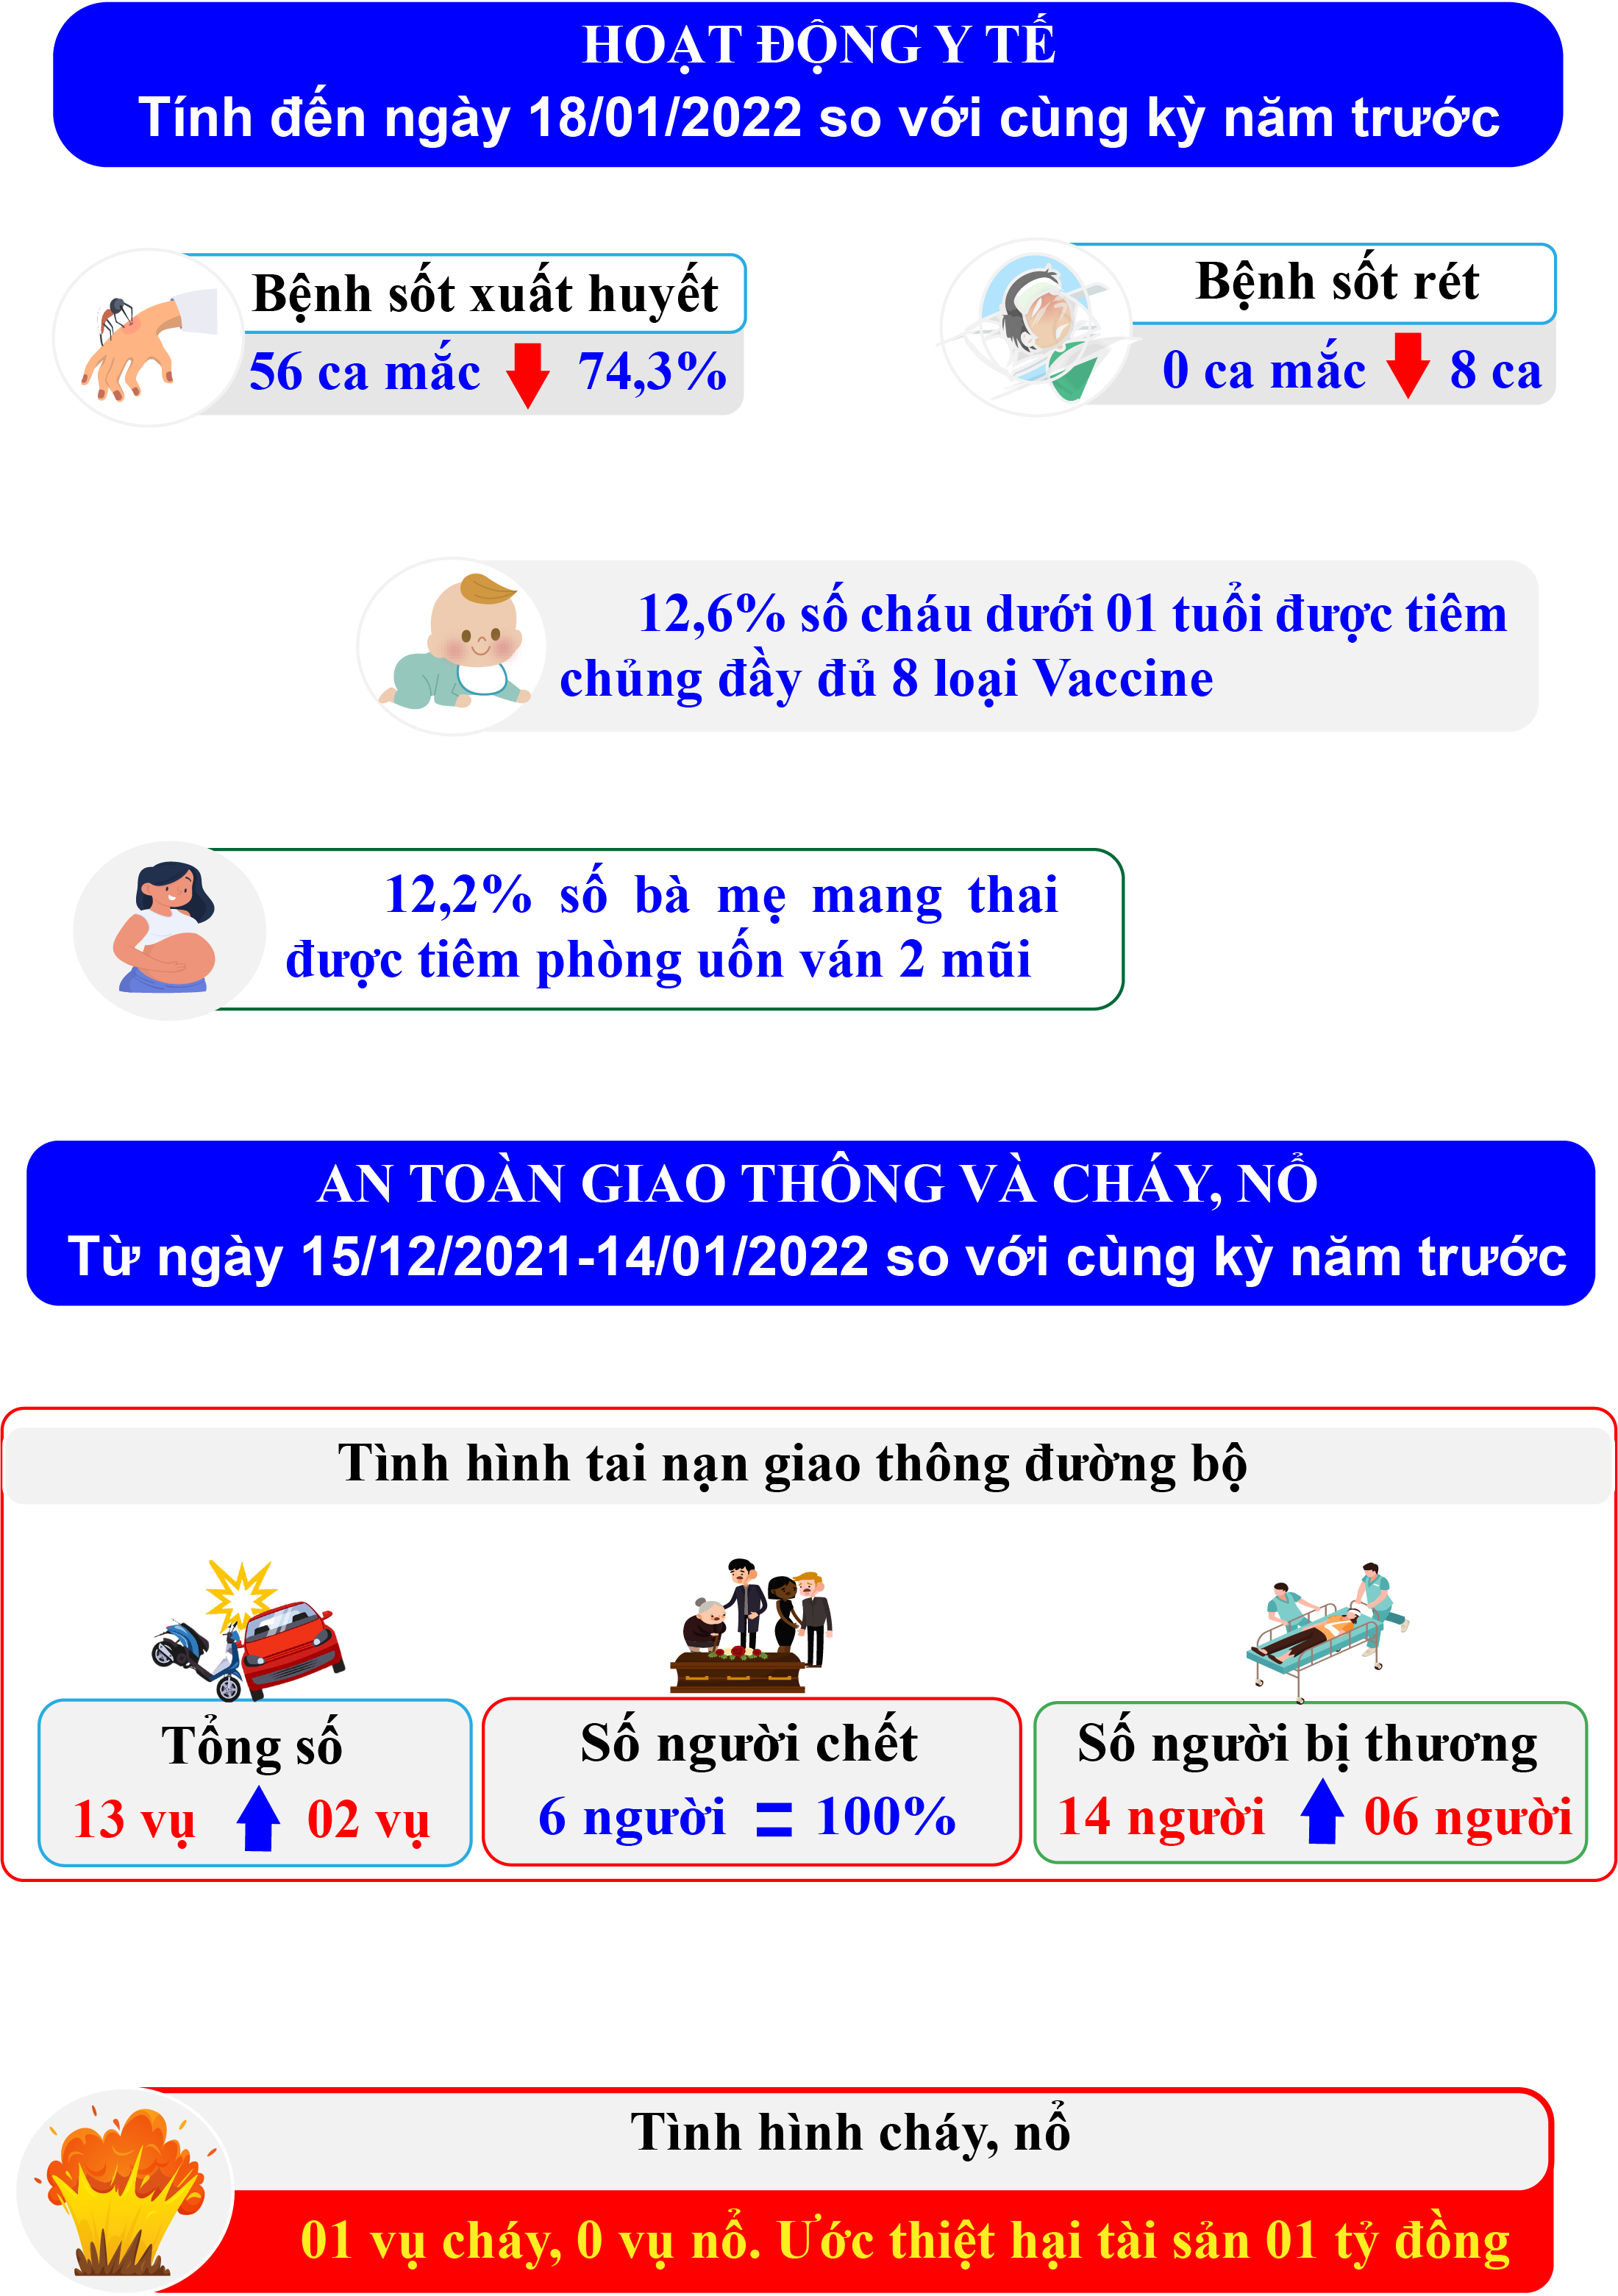 HOẠT ĐỘNG Y TẾ
Tính đến ngày 18/01/2022 so với cùng kỳ năm trước
Bệnh sốt xuất huyết
56 ca mắc 74,3%
Bệnh sốt rét
0 ca mắc 8 ca
12,6% số cháu dưới 01 tuổi được tiêm
chủng đầy đủ 8 loại Vaccine
12,2% số bà mẹ mang thai
được tiêm phòng uốn ván 2 mũi
AN TOÀN GIAO THÔNG VÀ CHÁY, NỔ
Từ ngày 15/12/2021-14/01/2022 so với cùng kỳ năm trước
Tình hình tai nạn giao thông đường bộ
Tổng số
13 vụ 02 vụ
Số người chết
6 người = 100%
Số người bị thương
14 người 06 người
Tình hình cháy, nổ
01 vụ cháy, 0 vụ nổ. Ước thiệt hại tài sản 01 tỷ đồng